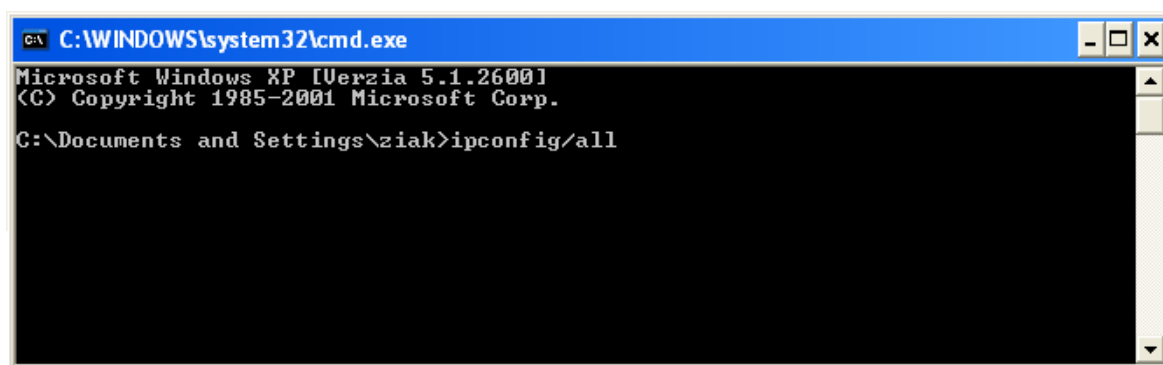 C:\WINDOWS\system32\cmd.exe
Microsoft Windows XP [Verzia 5.1.2600]
(C) Copyright 1985-2001 Microsoft Corp.
C:\Documents and Settings\ziak>ipconfig/all